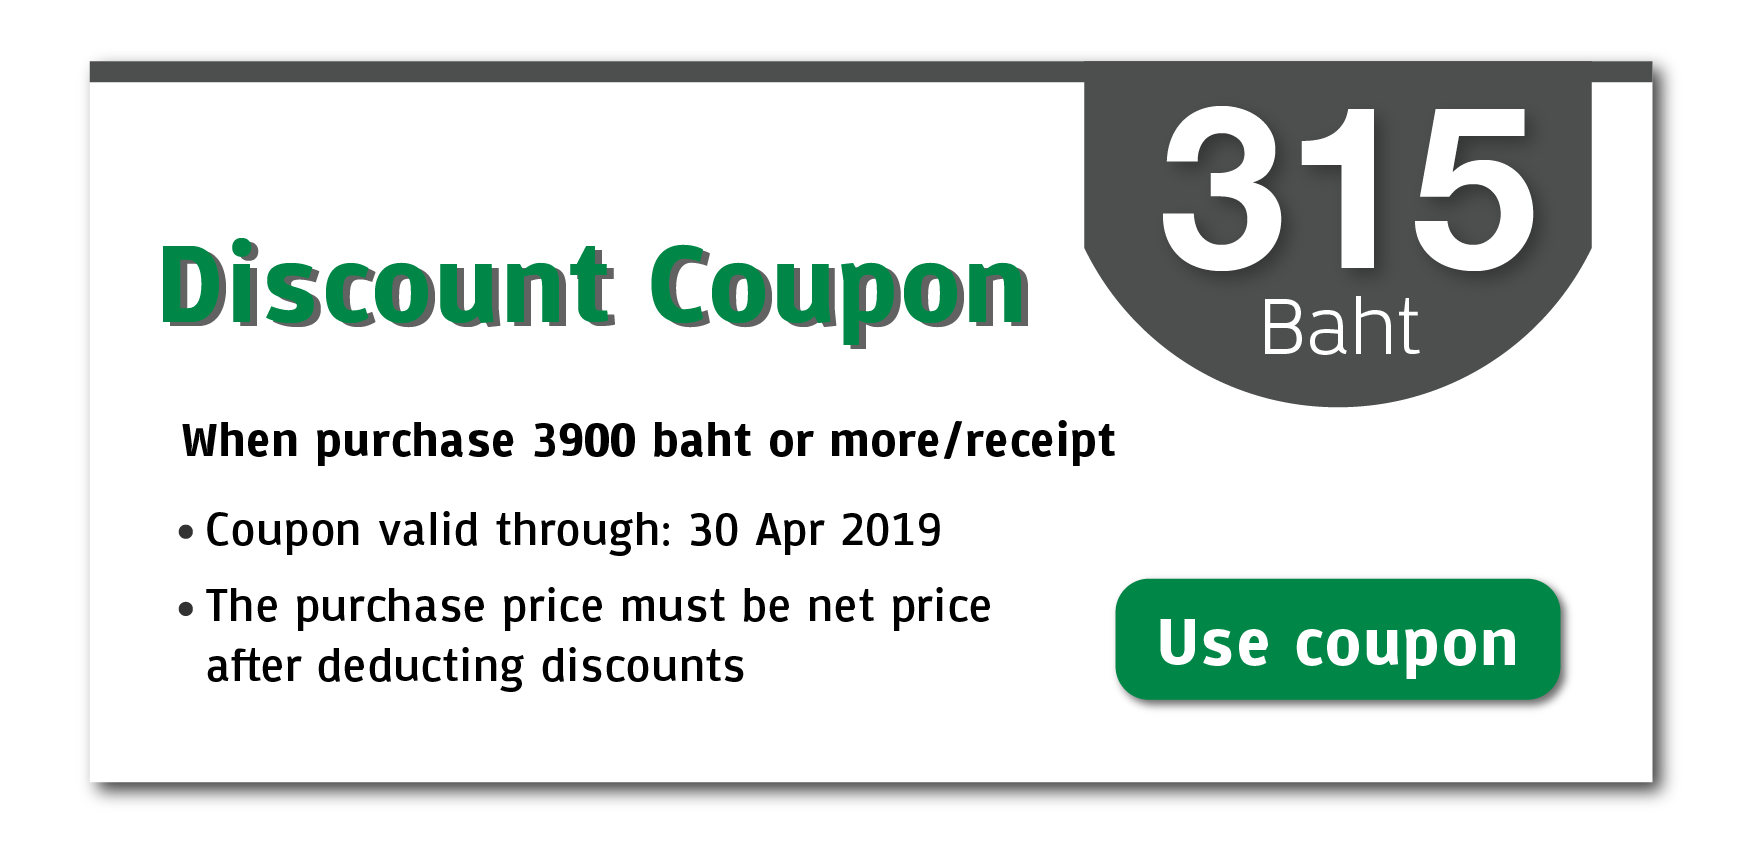 315
Baht
Discount Coupon
When purchase 3900 baht or more/receipt
• Coupon valid through: 30 Apr 2019
• The purchase price must be net price
after deducting discounts
Use coupon